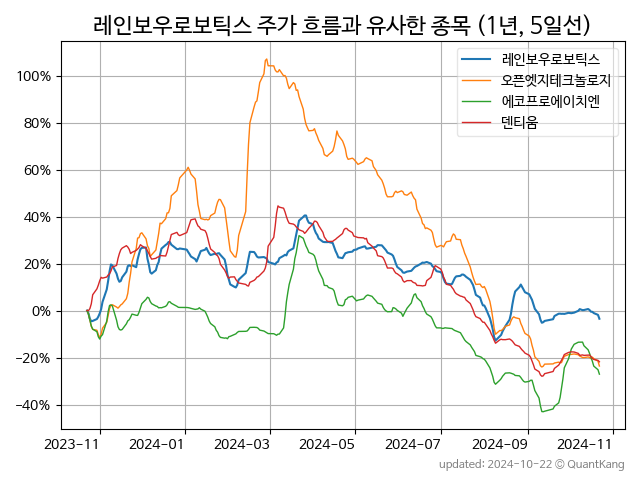 레인보우로보틱스 주가 흐름과 유사한 종목 (1년, 5일선)
레인보우로보틱스
오픈엣지테크놀로지
에코프로에이치엔
덴티움
100%
80%
60%
40%
20%
0%
−20%
−40%
2023-11
2024-01
2024-03
2024-05
2024-07
2024-09
2024-11
updated: 2024-10-22 © QuantKang